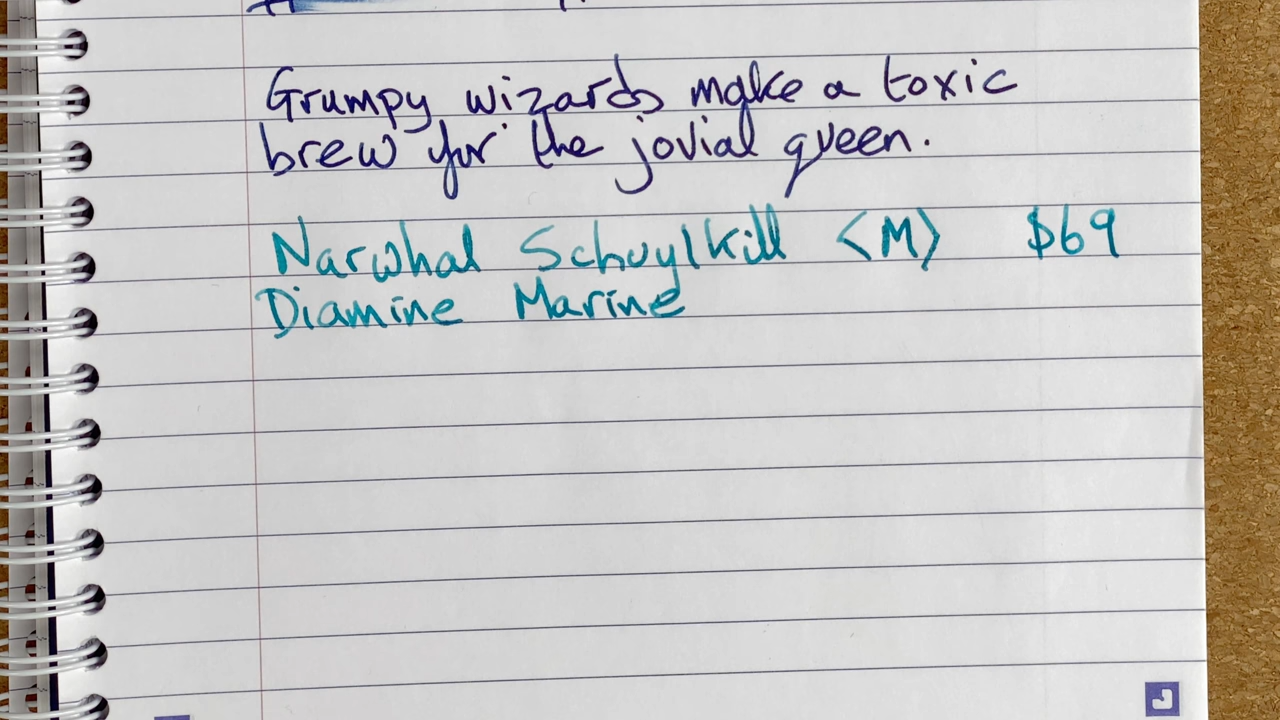 Grumpy wizards make a toxic
brew for the jovial queen.
Narwhal Schuylkill <M> $69
Diamine Marine